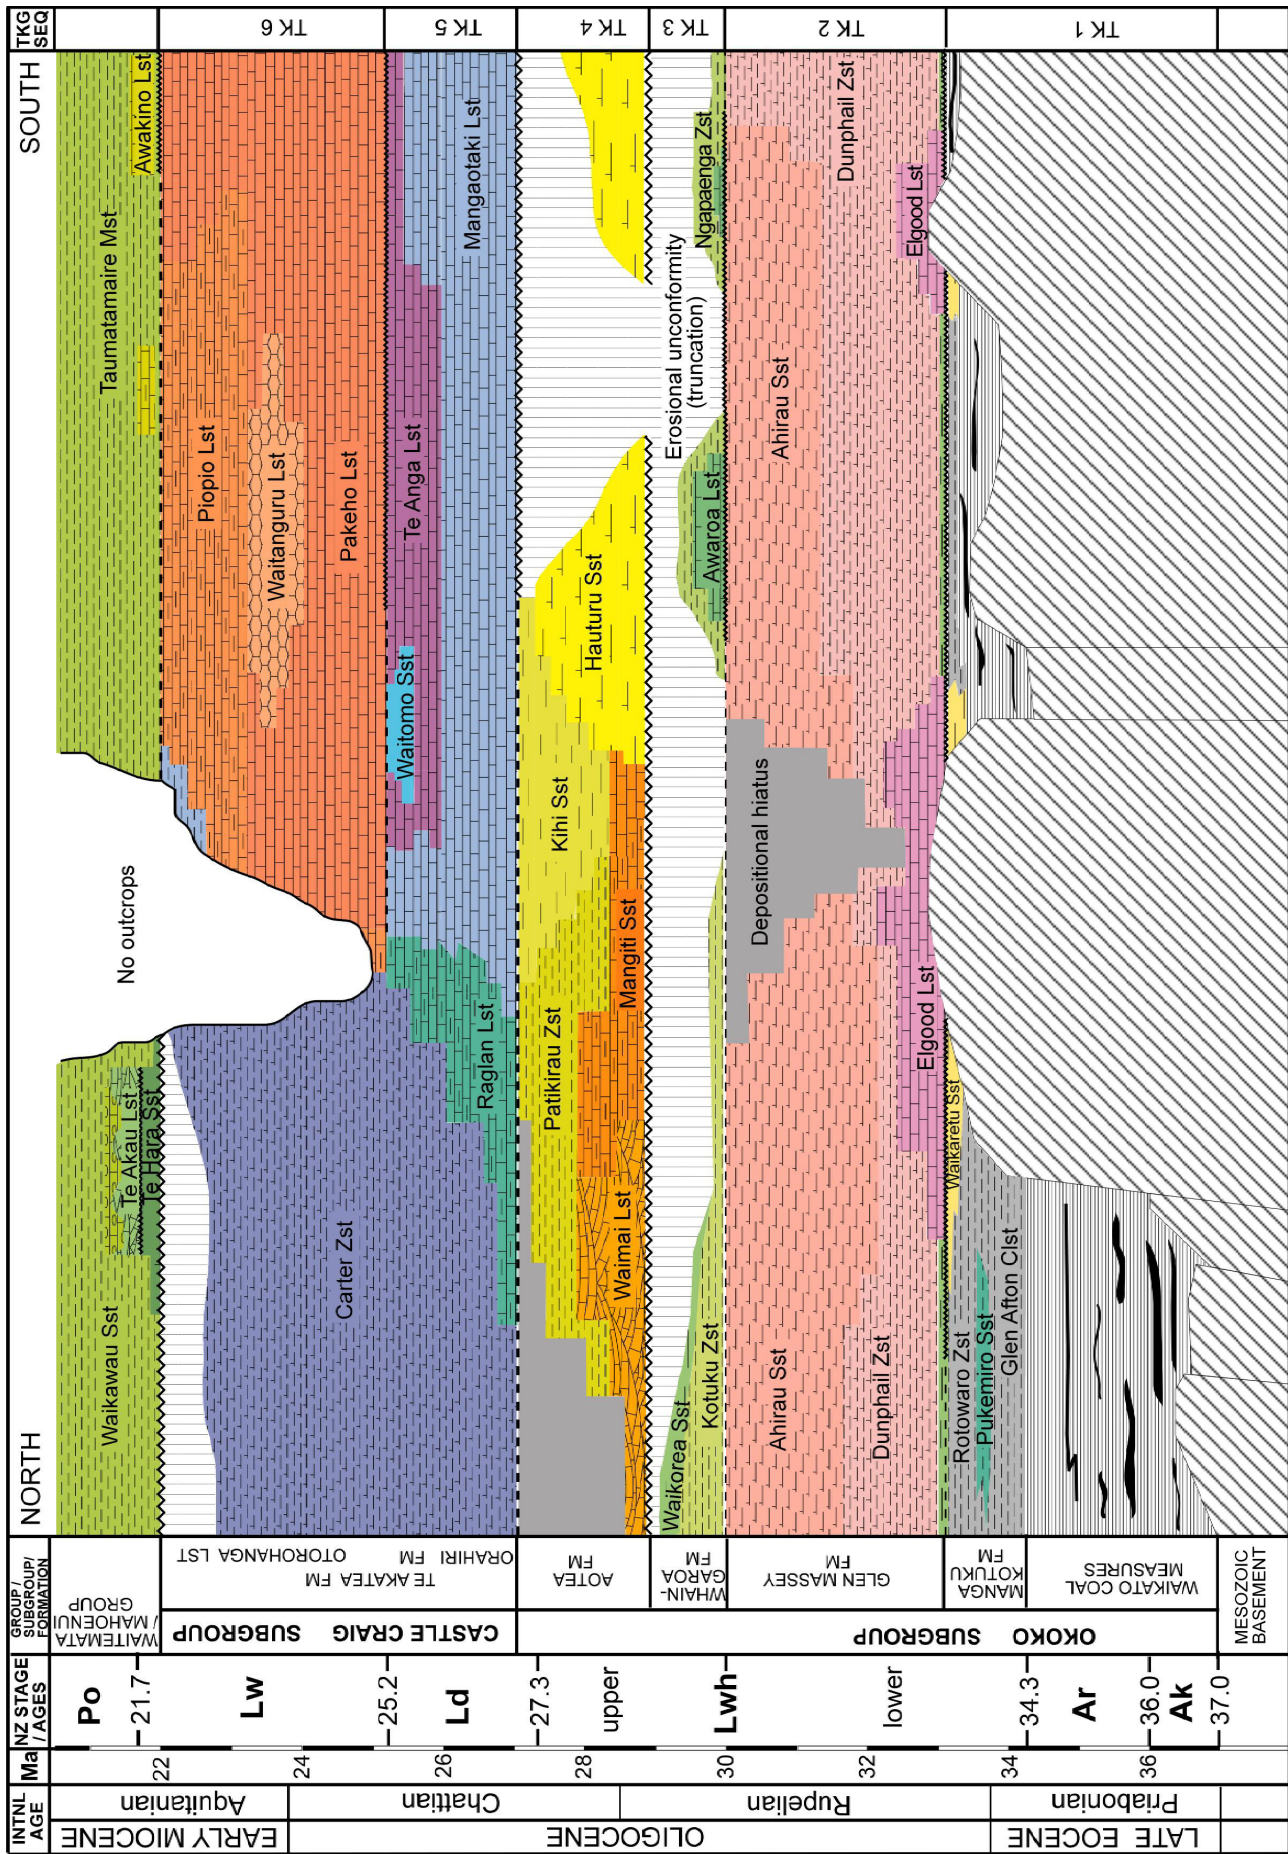 INTNL
AGE
Ma
NZ STAGE
/ AGES
GROUP /
SUBGROUP/
FORMATION
NORTH
SOUTH
TKG
SEQ
EARLY MIOCENE
OLIGOCENE
LATE EOCENE
Aquitanian
Chattian
Rupelian
Priabonian
22
24
26
28
30
32
34
36
Po
21.7
Lw
25.2
Ld
27.3
upper
Lwh
lower
34.3
Ar
36.0
Ak
37.0
WAITEMATA
/ MAHOENUI
GROUP
CASTLE CRAIG SUBGROUP
OTOROHANGA LST
TE AKATEA FM
ORAHIRI FM
OKOKO SUBGROUP
AOTEA
FM
WHAIN-
GAROA
FM
GLEN MASSEY
FM
MANGA
KOTUKU
FM
WAIKATO COAL
MEASURES
MESOZOIC
BASEMENT
Waikawau Sst
Te Akau Lst
Te Hara Sst
No outcrops
Taumatamaire Mst
Awakino Lst
Piopio Lst
Waitanguru Lst
Pakeho Lst
Carter Zst
Raglan Lst
Waitomo Sst
Te Anga Lst
Mangaotaki Lst
Patikirau Zst
Kihi Sst
Hauturu Sst
Waimai Lst
Mangiti Sst
Erosional unconformity
(truncation)
Waikorea Sst
Kotuku Zst
Awaroa Lst
Ngapaenga Zst
Depositional hiatus
Ahirau Sst
Ahirau Sst
Dunphail Zst
Dunphail Zst
Elgood Lst
Elgood Lst
Rotowaro Zst
Pukemiro Sst
Glen Afton Clst
Waikaretu Sst
TK 6
TK 5
TK 4
TK 3
TK 2
TK 1